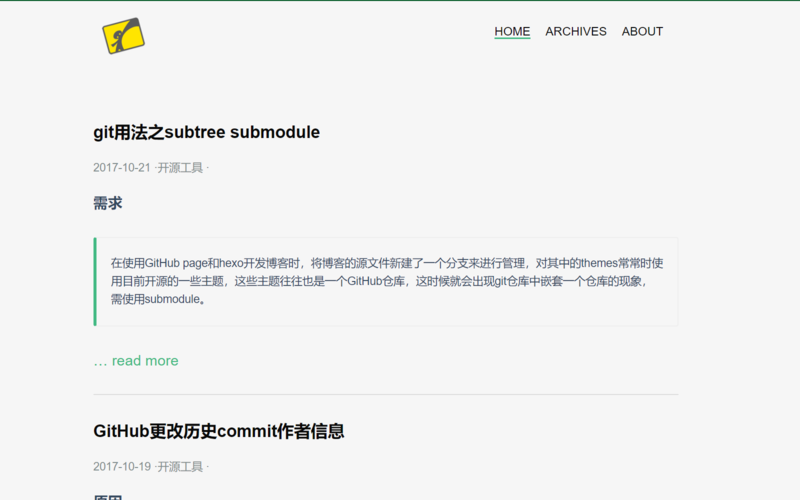 HOME ARCHIVES ABOUT
git用法之subtree submodule
2017-10-21 ·开源工具 ·
需求
在使用GitHub page和hexo开发博客时，将博客的源文件新建了一个分支来进行管理，对其中的themes常常时使
用目前开源的一些主题，这些主题往往也是一个GitHub仓库，这时候就会出现git仓库中嵌套一个仓库的现象，
需使用submodule。
… read more
GitHub更改历史commit作者信息
2017-10-19 ·开源工具 ·
原因